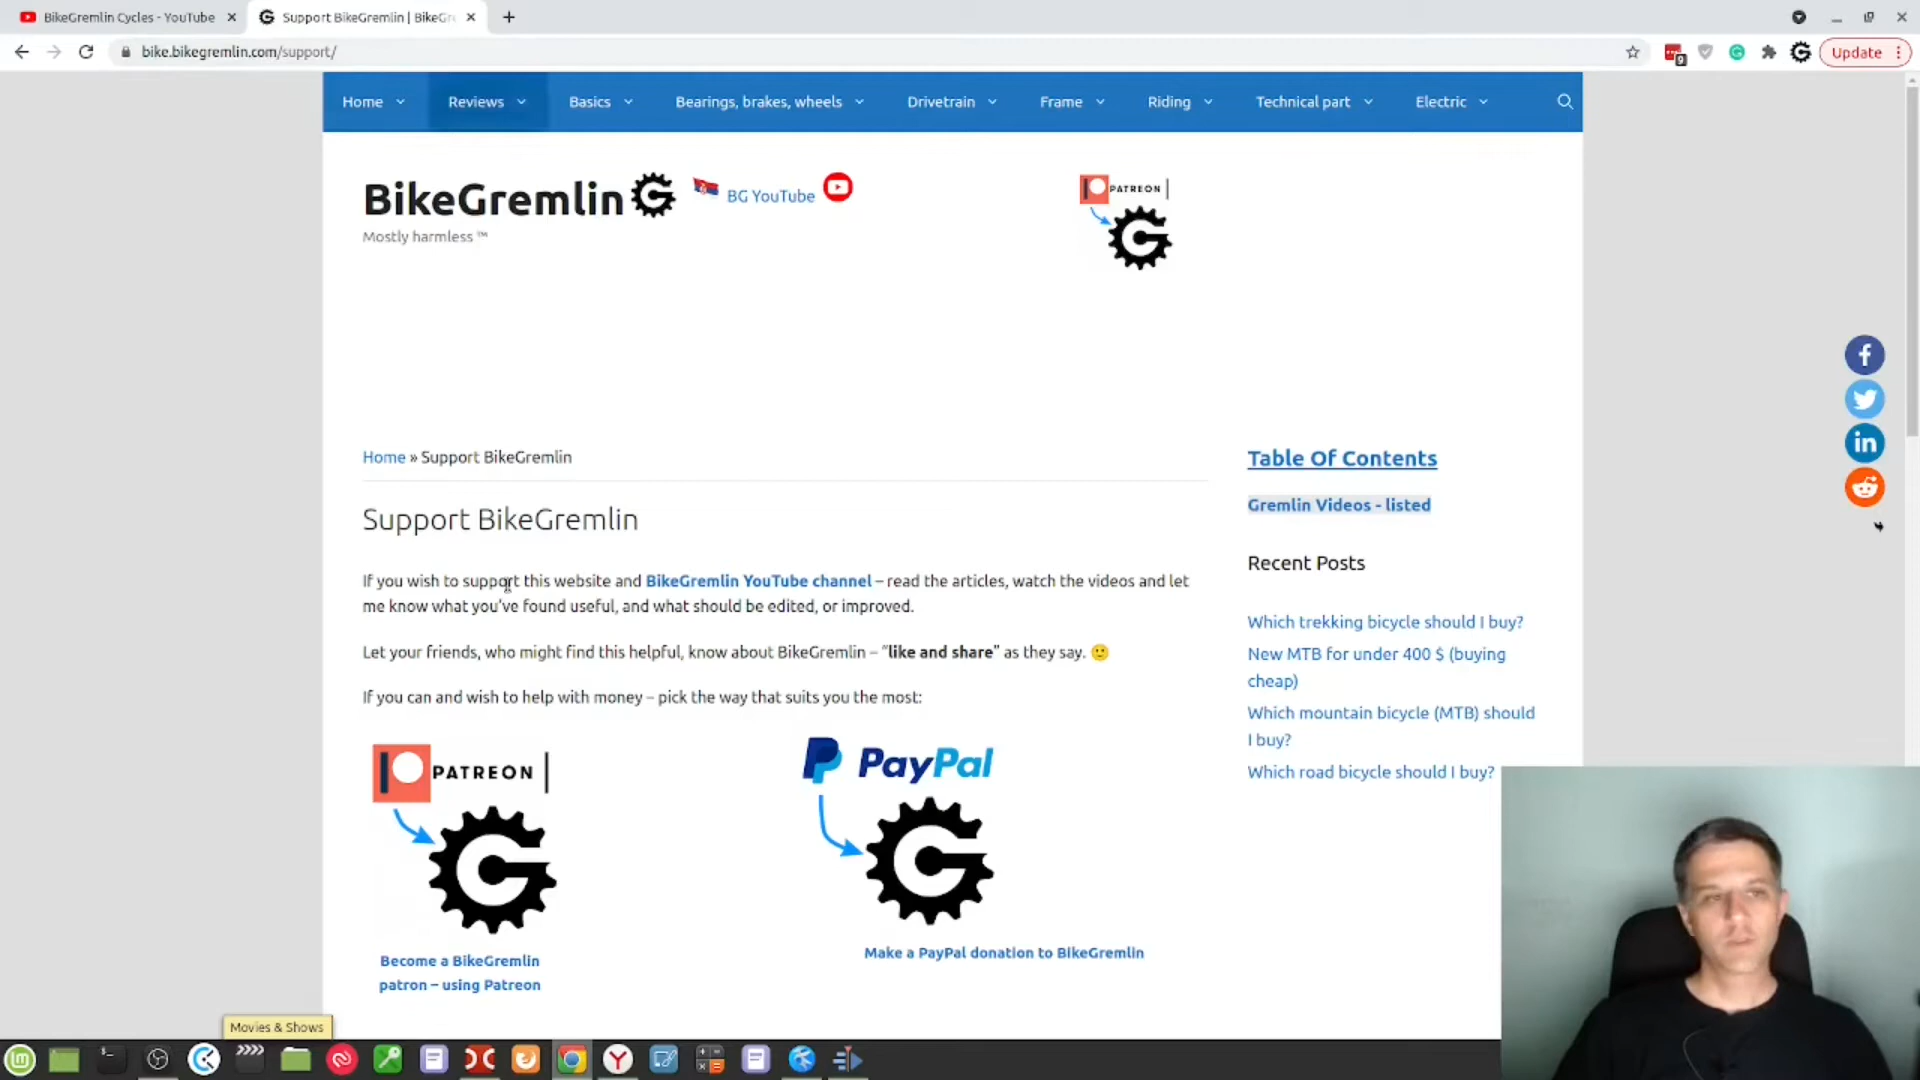 BikeGremlin Cycles - YouTube
Support BikeGremlin | BikeGr
bike.bikegremlin.com/support/
9
Update
Home
Reviews
Basics
Bearings, brakes, wheels
Drivetrain
Frame
Riding
Technical part
Electric
BikeGremlin
BG YouTube
PATREON
Mostly harmless ™
Home » Support BikeGremlin
Support BikeGremlin
If you wish to support this website and BikeGremlin YouTube channel – read the articles, watch the videos and let
me know what you've found useful, and what should be edited, or improved.
Let your friends, who might find this helpful, know about BikeGremlin – “like and share” as they say. 🙂
If you can and wish to help with money – pick the way that suits you the most:
PATREON
Become a BikeGremlin
patron – using Patreon
PayPal
Make a PayPal donation to BikeGremlin
Table Of Contents
Gremlin Videos - listed
Recent Posts
Which trekking bicycle should I buy?
New MTB for under 400 $ (buying
cheap)
Which mountain bicycle (MTB) should
I buy?
Which road bicycle should I buy?
Movies & Shows